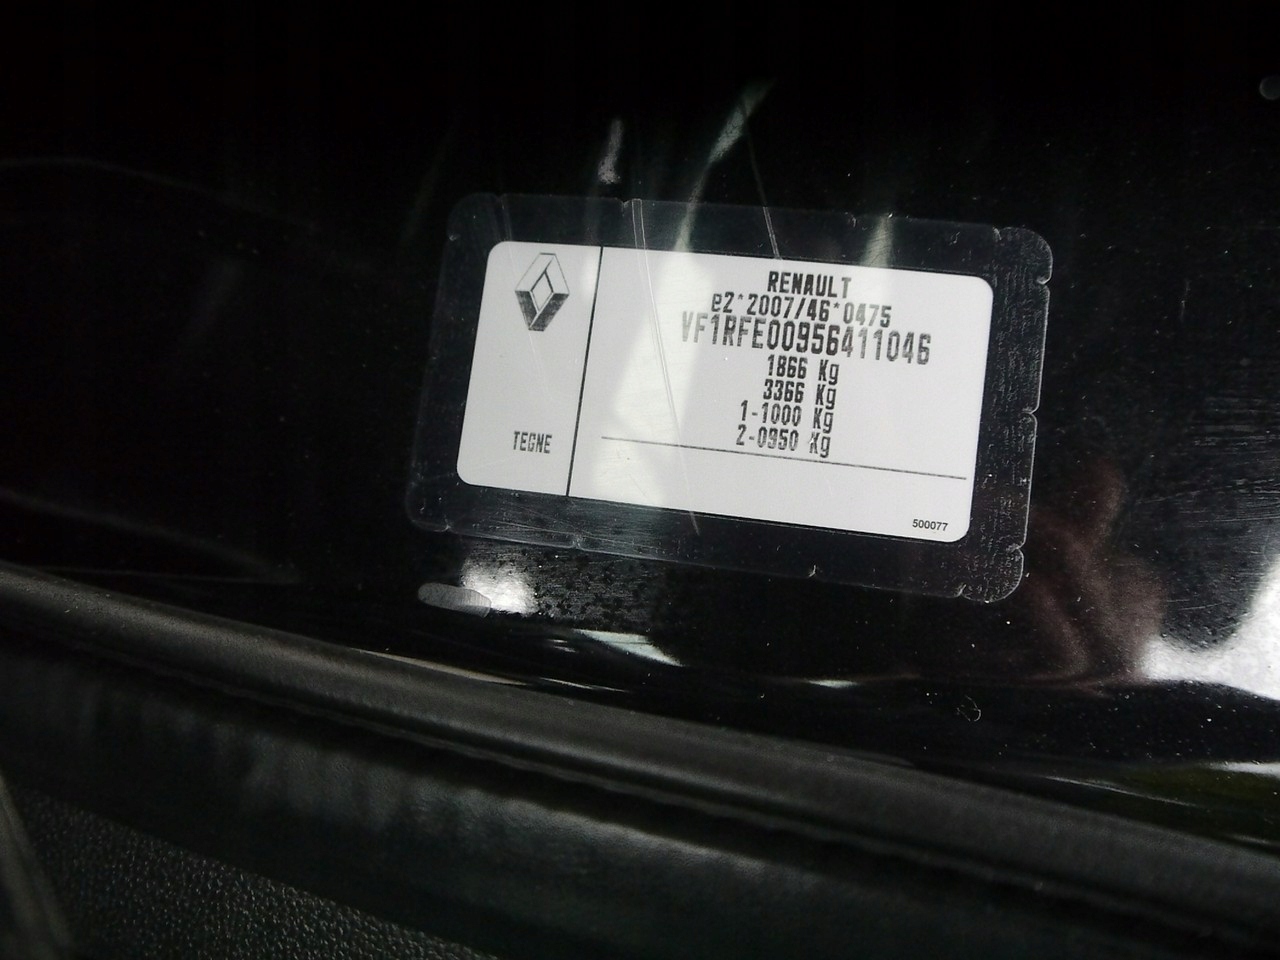 RENAULT
e2*2007/46*0475
VF1RFE00956411046
1866 Kg
3366 Kg
1-1000 Kg
2-0950 Kg
TEGNE
500077